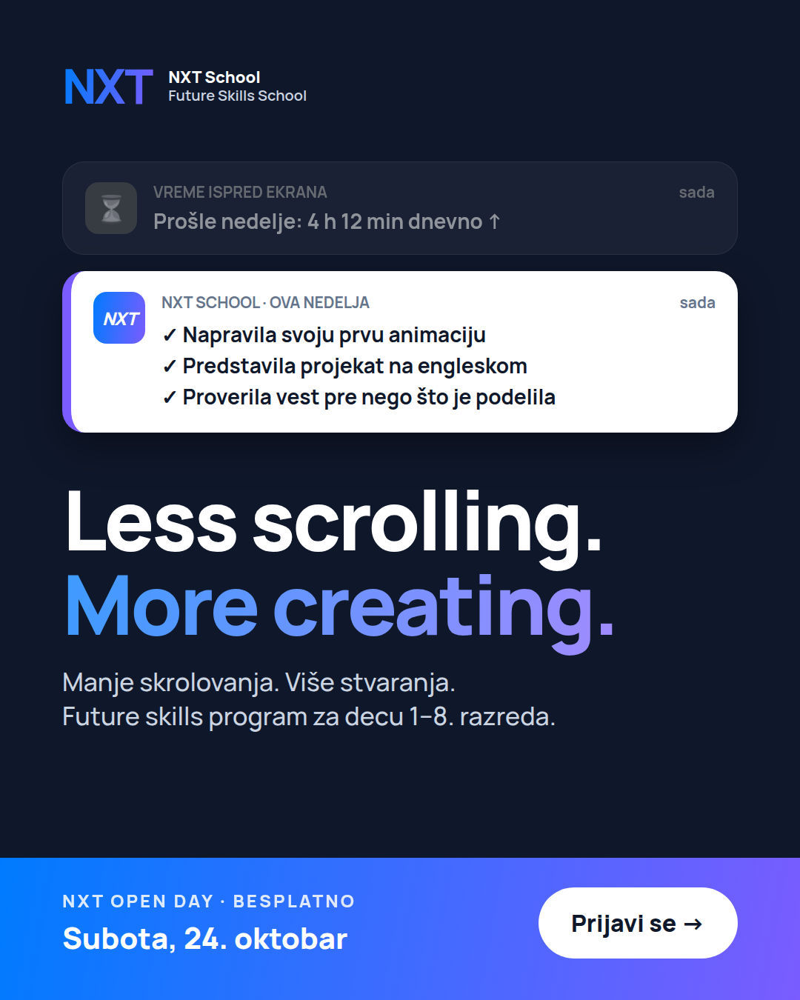 NXT
NXT School
Future Skills School
VREME ISPRED EKRANA
sada
Prošle nedelje: 4 h 12 min dnevno ↑
NXT
NXT SCHOOL · OVA NEDELJA
sada
✓ Napravila svoju prvu animaciju
✓ Predstavila projekat na engleskom
✓ Proverila vest pre nego što je podelila
Less scrolling.
More creating.
Manje skrolovanja. Više stvaranja.
Future skills program za decu 1–8. razreda.
NXT OPEN DAY · BESPLATNO
Subota, 24. oktobar
Prijavi se →